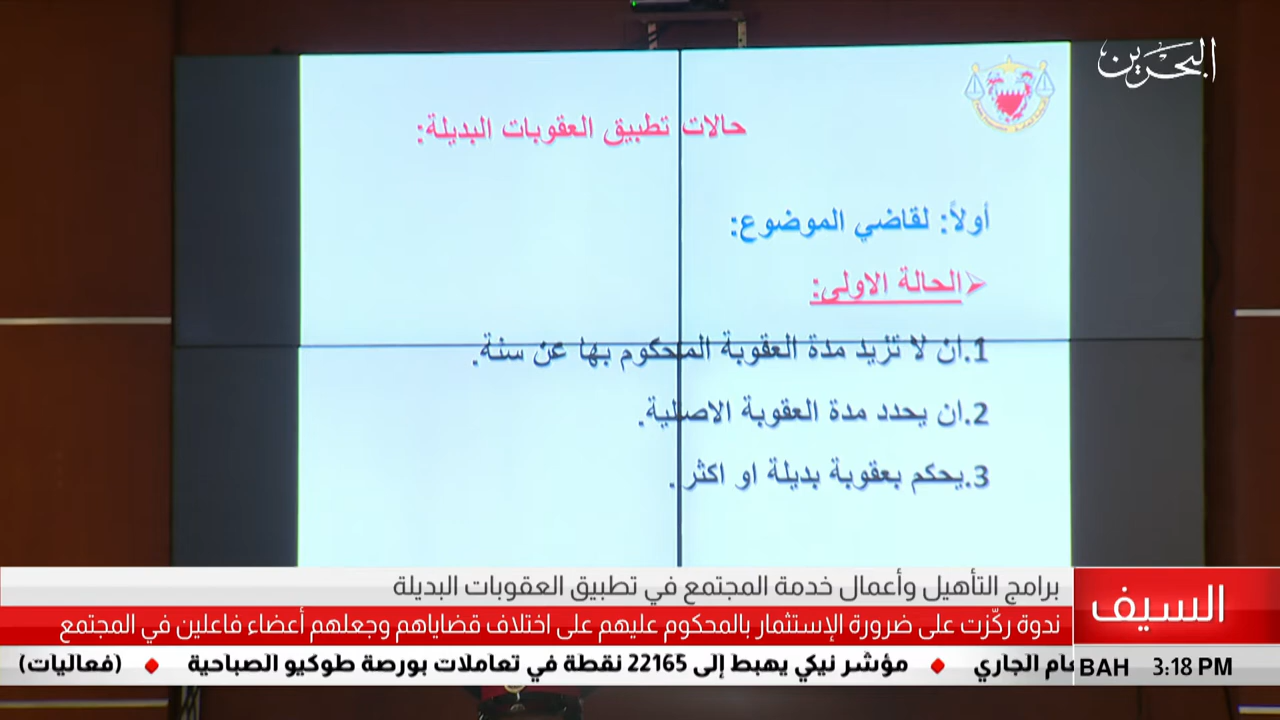 البحرين
حالات تطبيق العقوبات البديلة:
أولاً: لقاضي الموضوع:
الحالة الاولى:
1.ان لا تزيد مدة العقوبة المحكوم بها عن سنة.
2.ان يحدد مدة العقوبة الاصلية.
3.يحكم بعقوبة بديلة او اكثر.
السيف
برامج التأهيل وأعمال خدمة المجتمع في تطبيق العقوبات البديلة
ندوة ركّزت على ضرورة الإستثمار بالمحكوم عليهم على اختلاف قضاياهم وجعلهم أعضاء فاعلين في المجتمع
BAH 3:18 PM
الجاري ♦ مؤشر نيكي يهبط إلى 22165 نقطة في تعاملات بورصة طوكيو الصباحية ♦ (فعاليات)